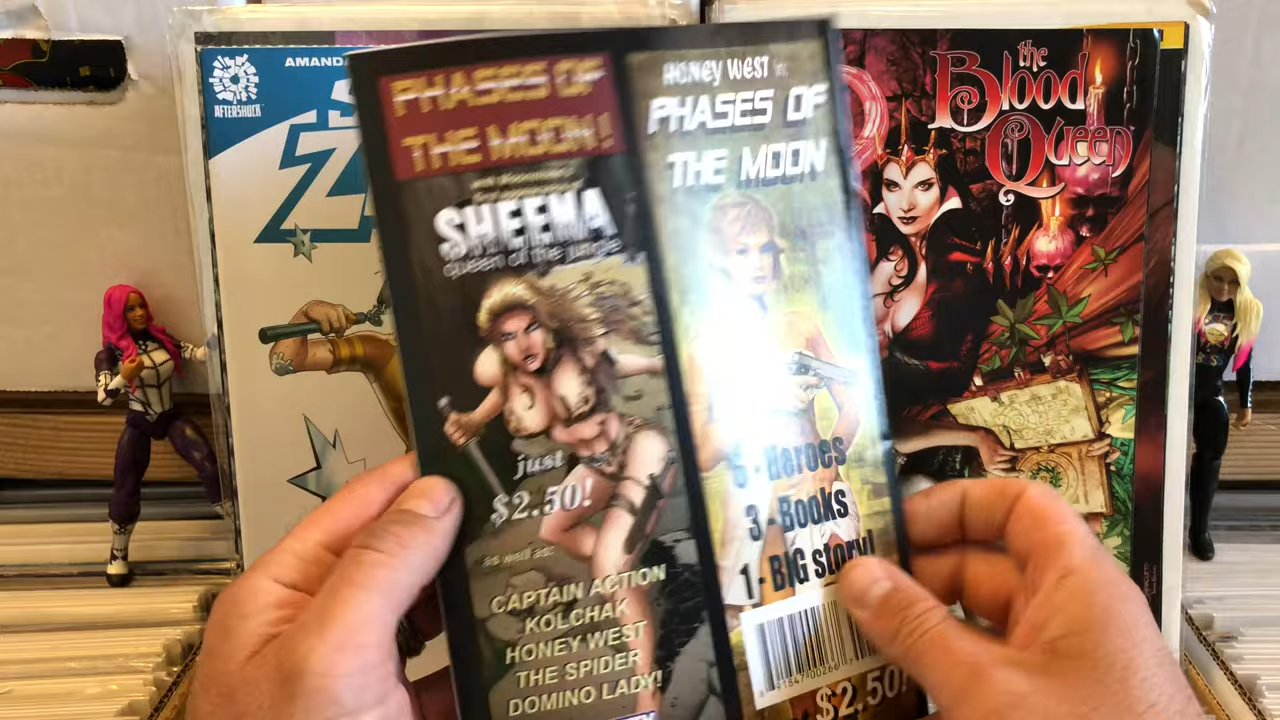 AFTERSHOCK
AMANDA
PHASES OF
THE MOON!
SHEENA
queen of the jungle
just
$2.50!
as well as:
CAPTAIN ACTION
KOLCHAK
HONEY WEST
THE SPIDER
DOMINO LADY!
HONEY WEST in
PHASES OF
THE MOON
6 - Heroes
3 - Books
1 - BIG story!
$2.50!
the
Blood
Queen